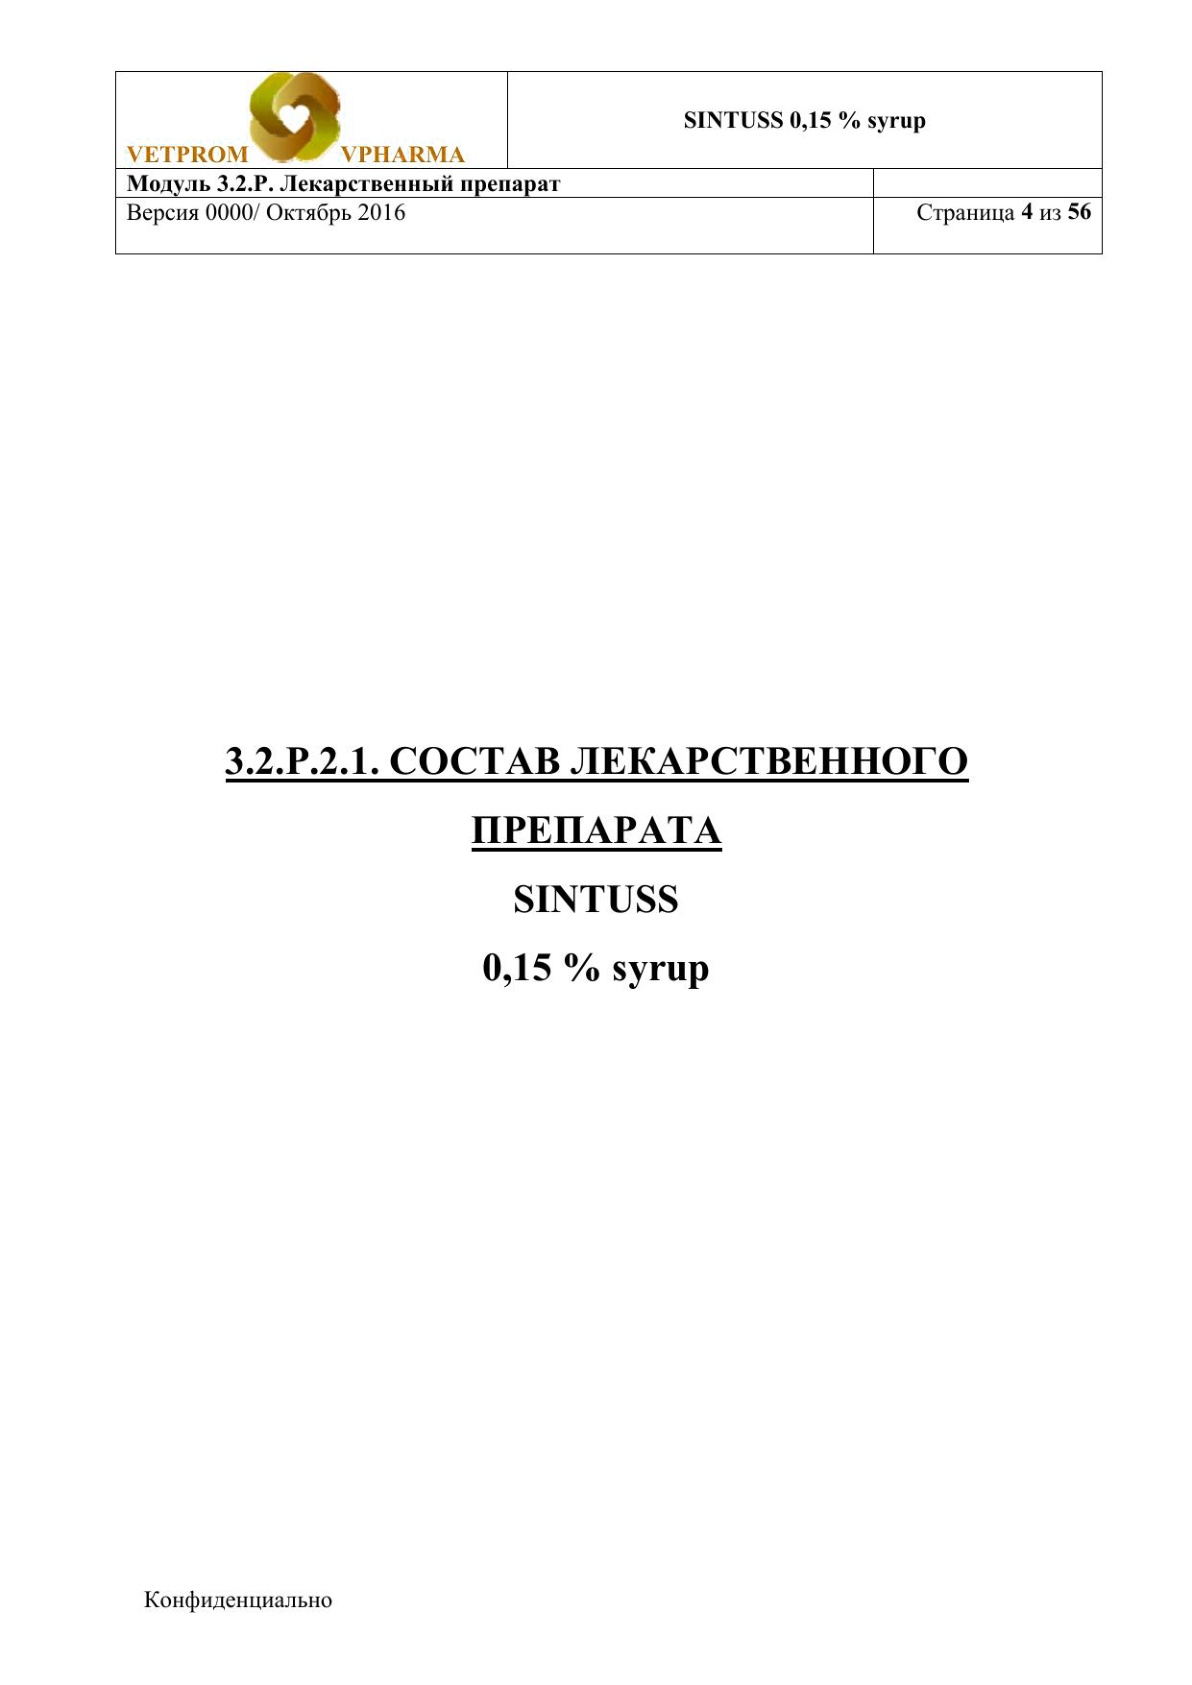 VETPROM VPHARMA
SINTUSS 0,15 % syrup
Модуль 3.2.Р. Лекарственный препарат
Версия 0000/ Октябрь 2016
Страница 4 из 56
3.2.Р.2.1. СОСТАВ ЛЕКАРСТВЕННОГО
ПРЕПАРАТА
SINTUSS
0,15 % syrup
Конфиденциально